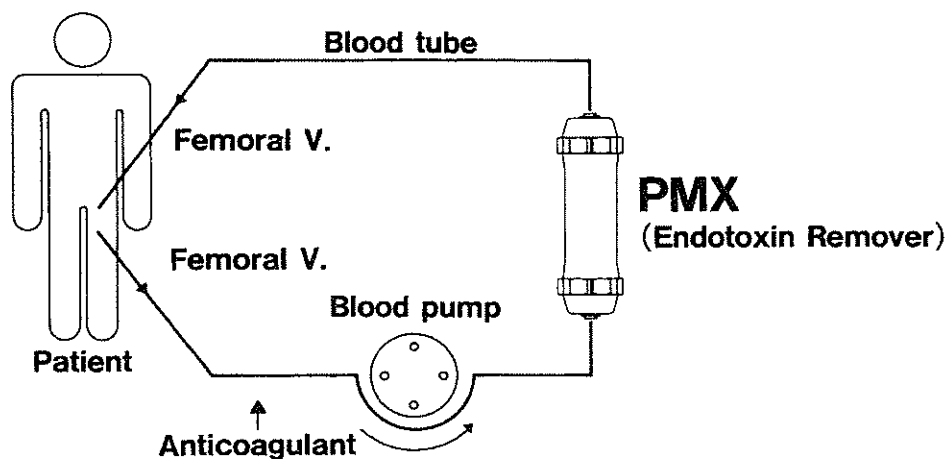 Blood tube
Femoral V.
PMX
(Endotoxin Remover)
Femoral V.
Blood pump
Patient
Anticoagulant